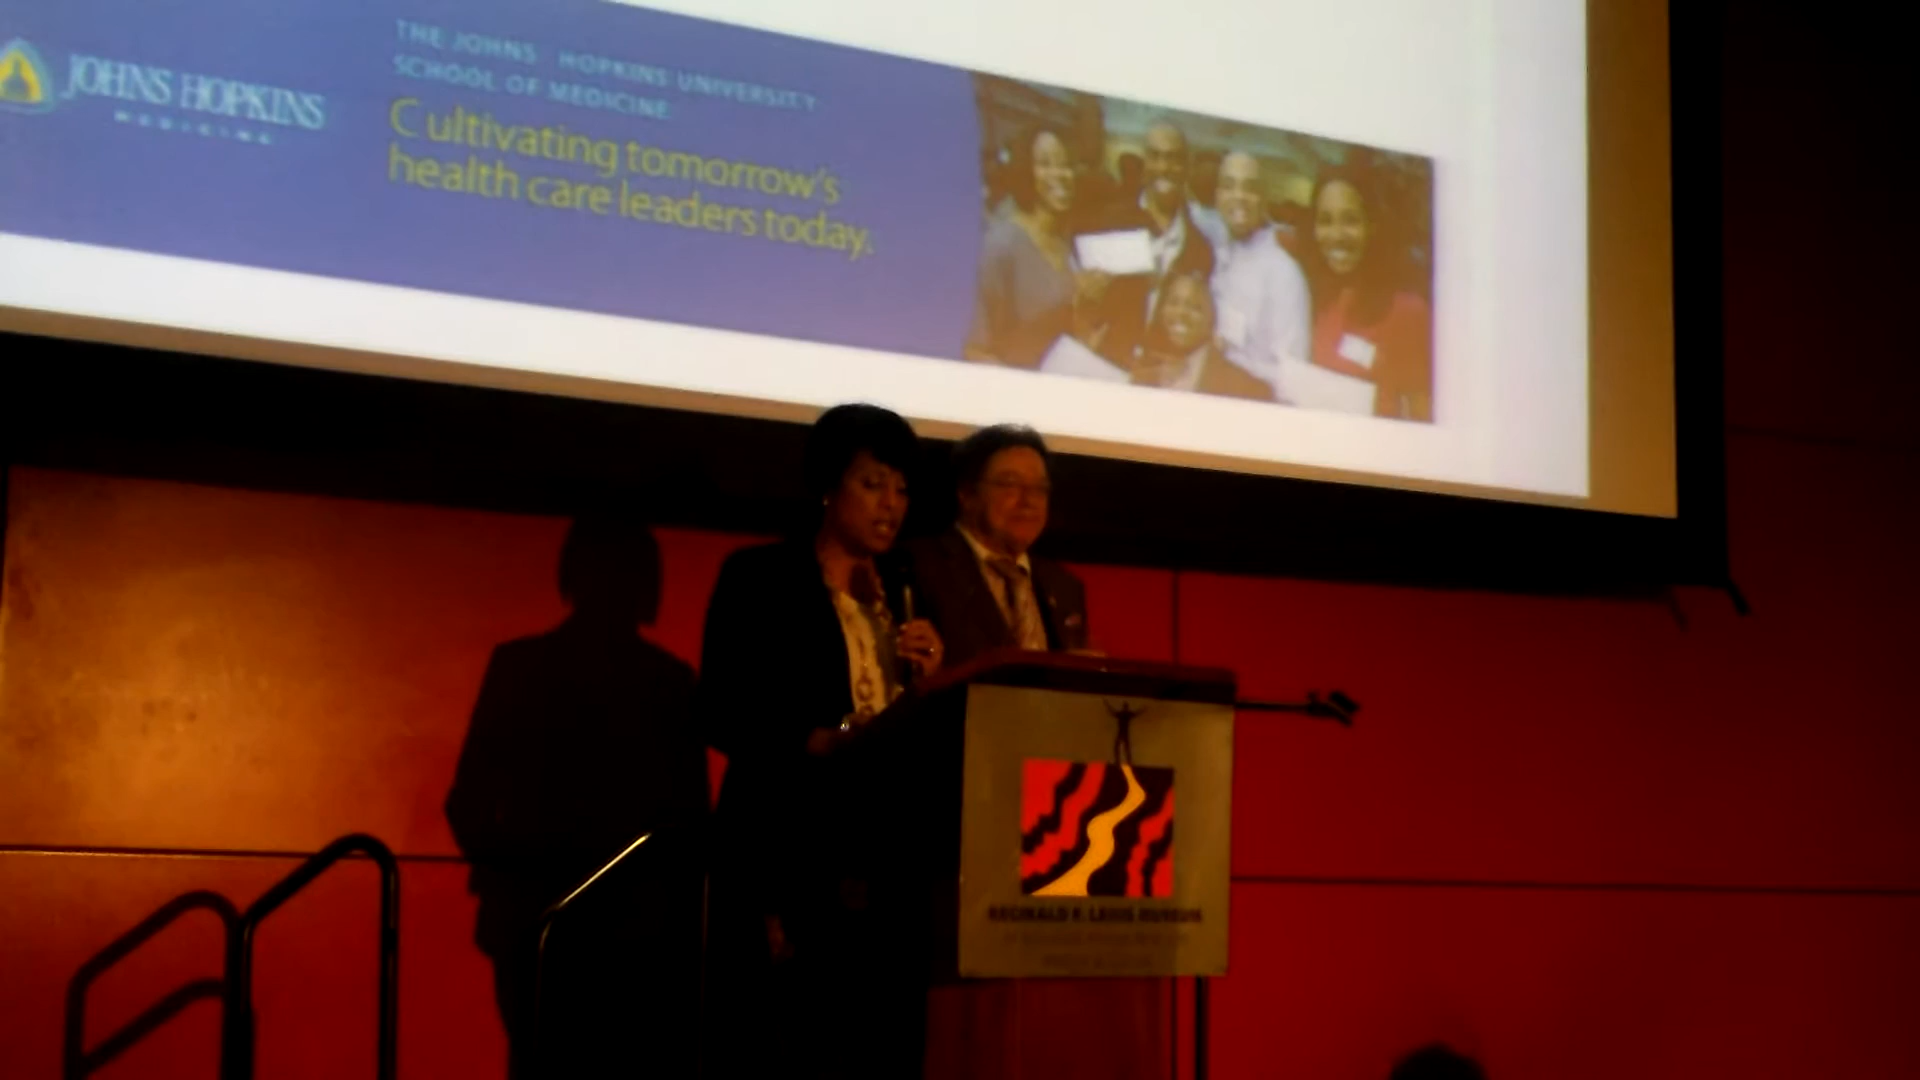 JOHNS HOPKINS
MEDICINE
THE JOHNS HOPKINS UNIVERSITY
SCHOOL OF MEDICINE
Cultivating tomorrow's
health care leaders today.
REGINALD F. LEWIS MUSEUM